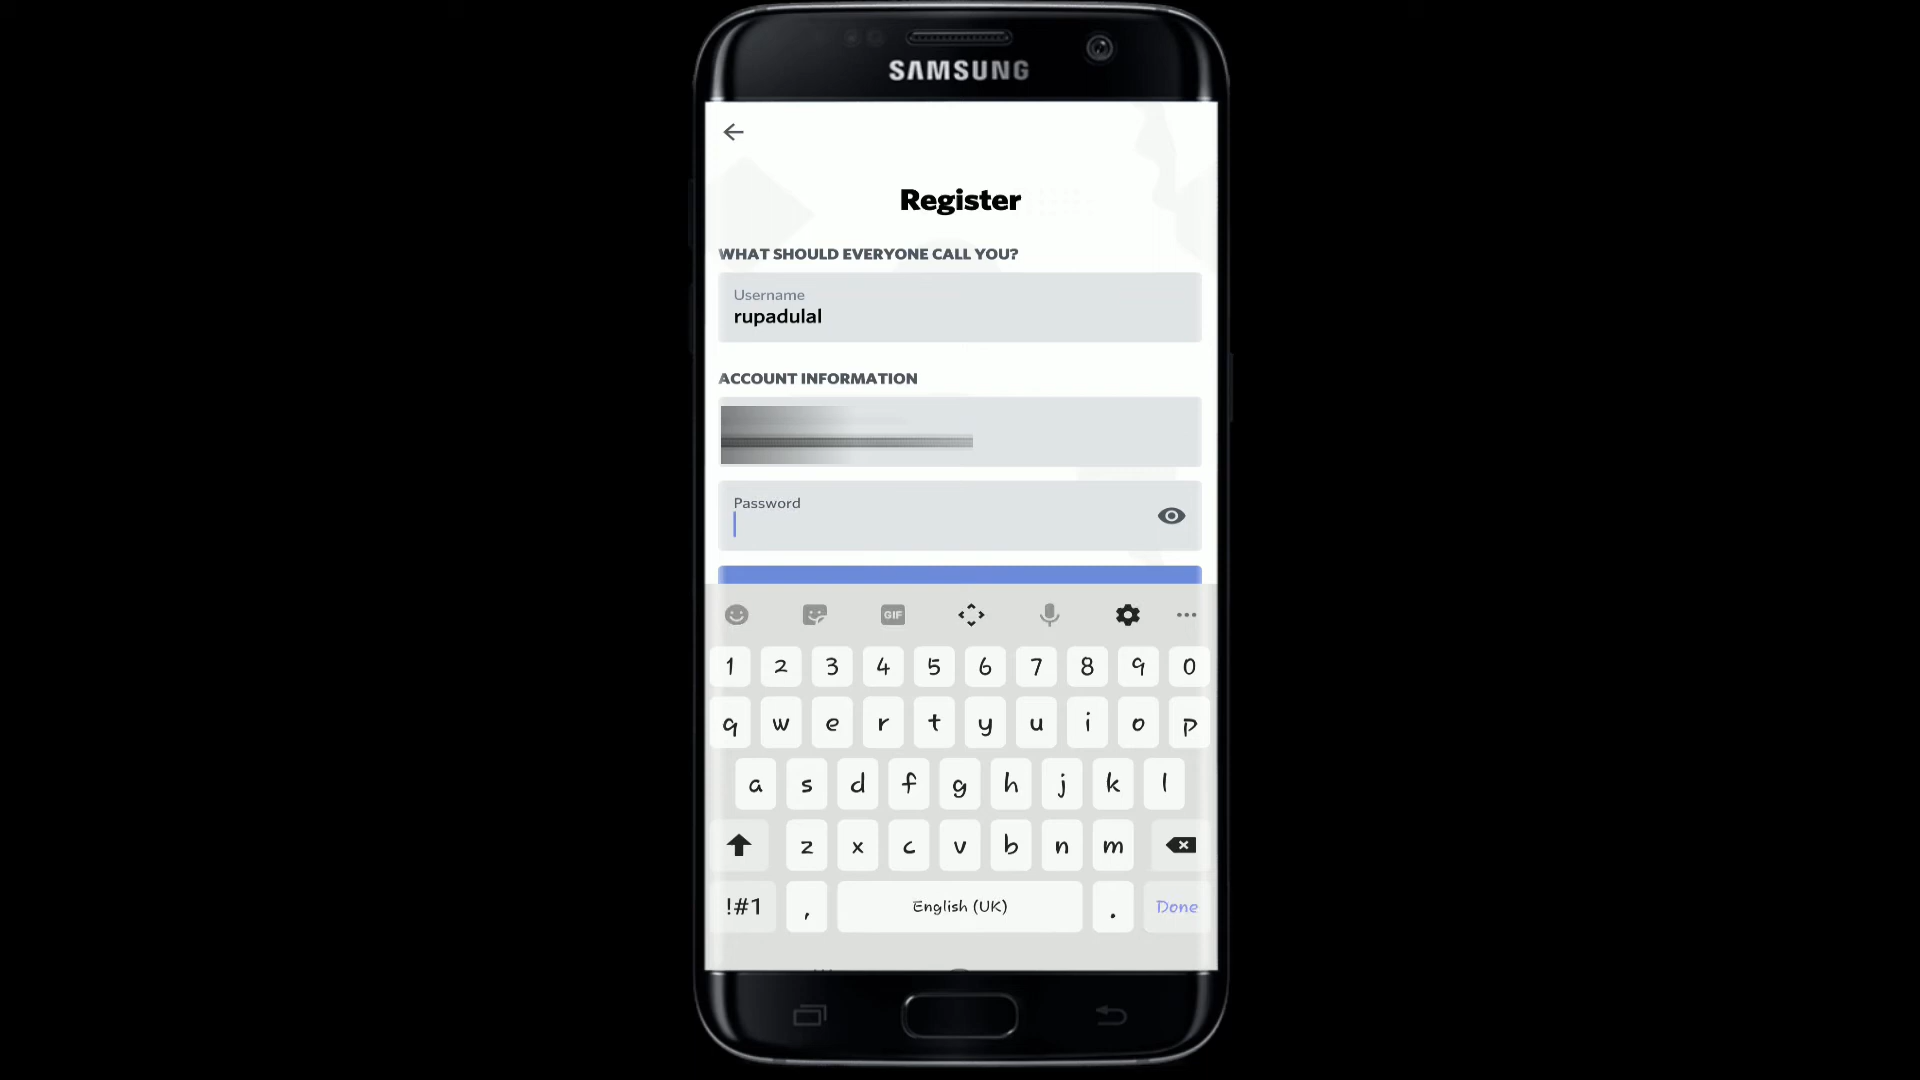 SAMSUNG
Register
WHAT SHOULD EVERYONE CALL YOU?
Username
rupadulal
ACCOUNT INFORMATION
Password
GIF
1 2 3 4 5 6 7 8 9 0
q w e r t y u i o p
a s d f g h j k l
z x c v b n m
!#1 , English (UK) . Done